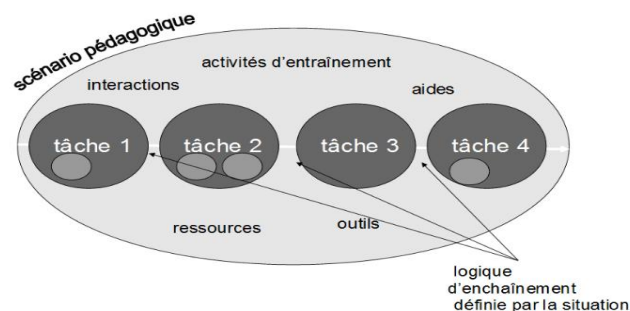 scénario pédagogique
activités d'entraînement
interactions
aides
tâche 1
tâche 2
tâche 3
tâche 4
ressources
outils
logique
d'enchaînement
définie par la situation